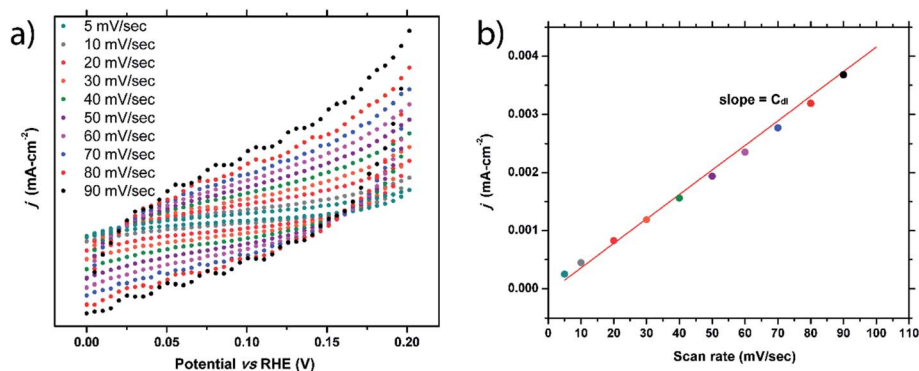 a)
5 mV/sec
10 mV/sec
20 mV/sec
30 mV/sec
40 mV/sec
50 mV/sec
60 mV/sec
70 mV/sec
80 mV/sec
90 mV/sec
j (mA-cm-2)
0.00 0.05 0.10 0.15 0.20
Potential vs RHE (V)
b)
0.004
0.003
0.002
0.001
0.000
j (mA-cm-2)
slope = Cdl
0 10 20 30 40 50 60 70 80 90 100 110
Scan rate (mV/sec)